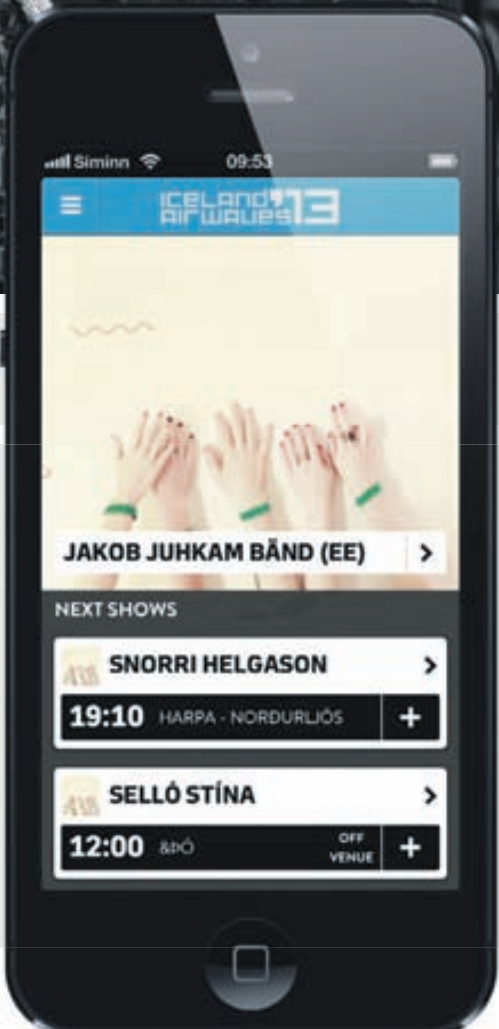 Siminn 09:53
ICELAND AIRWAVES '13
JAKOB JUHKAM BÄND (EE) >
NEXT SHOWS
SNORRI HELGASON >
19:10 HARPA - NORDURLJÓS +
SELLÓ STÍNA >
12:00 &ÞÓ OFF VENUE +